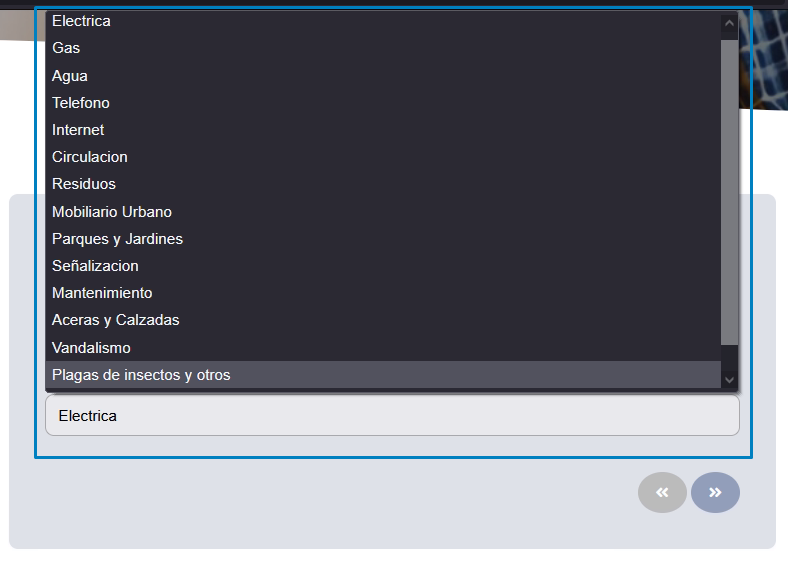 Electrica
Gas
Agua
Telefono
Internet
Circulacion
Residuos
Mobiliario Urbano
Parques y Jardines
Señalizacion
Mantenimiento
Aceras y Calzadas
Vandalismo
Plagas de insectos y otros
Electrica
« »